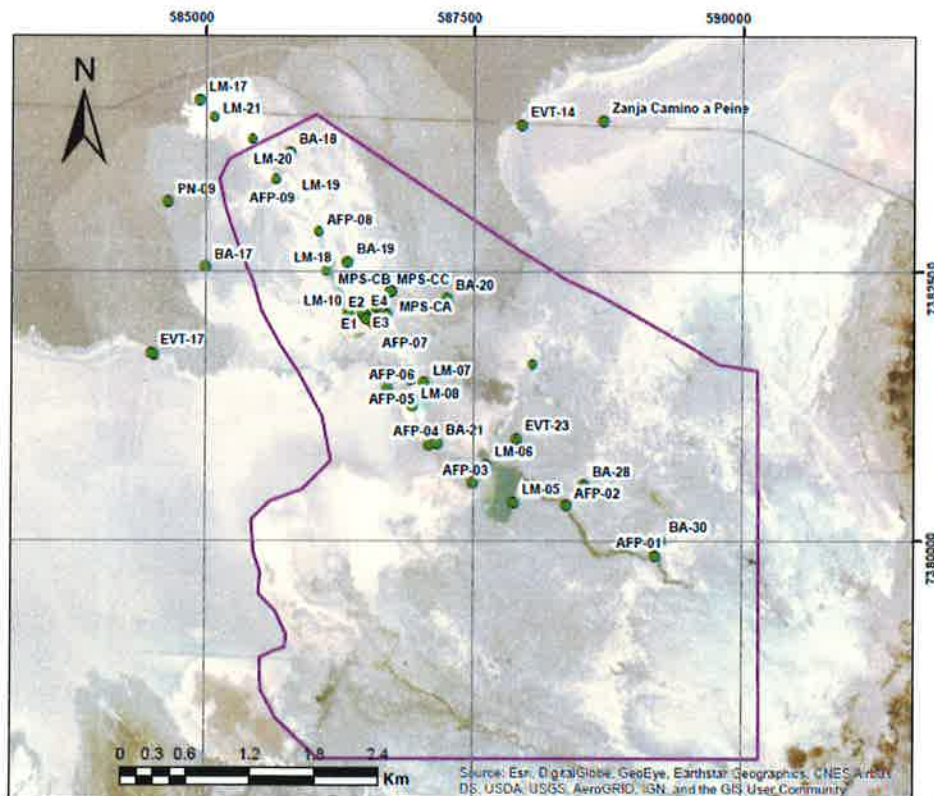 585000 587500 590000
N
LM-17
LM-21
EVT-14
Zanja Camino a Peine
BA-18
LM-20
LM-19
PN-09
AFP-09
AFP-08
BA-17
LM-18
BA-19
MPS-CB
MPS-CC
BA-20
7382500
LM-10
E2
E4
MPS-CA
E1
E3
AFP-07
EVT-17
AFP-06
LM-07
AFP-05
LM-08
AFP-04
BA-21
EVT-23
LM-06
AFP-03
BA-28
LM-05
AFP-02
BA-30
AFP-01
7380000
0 0.3 0.6 1.2 1.8 2.4
Km
Source: Esri, DigitalGlobe, GeoEye, Earthstar Geographics, CNES/Airbus
DS, USDA, USGS, AeroGRID, IGN, and the GIS User Community